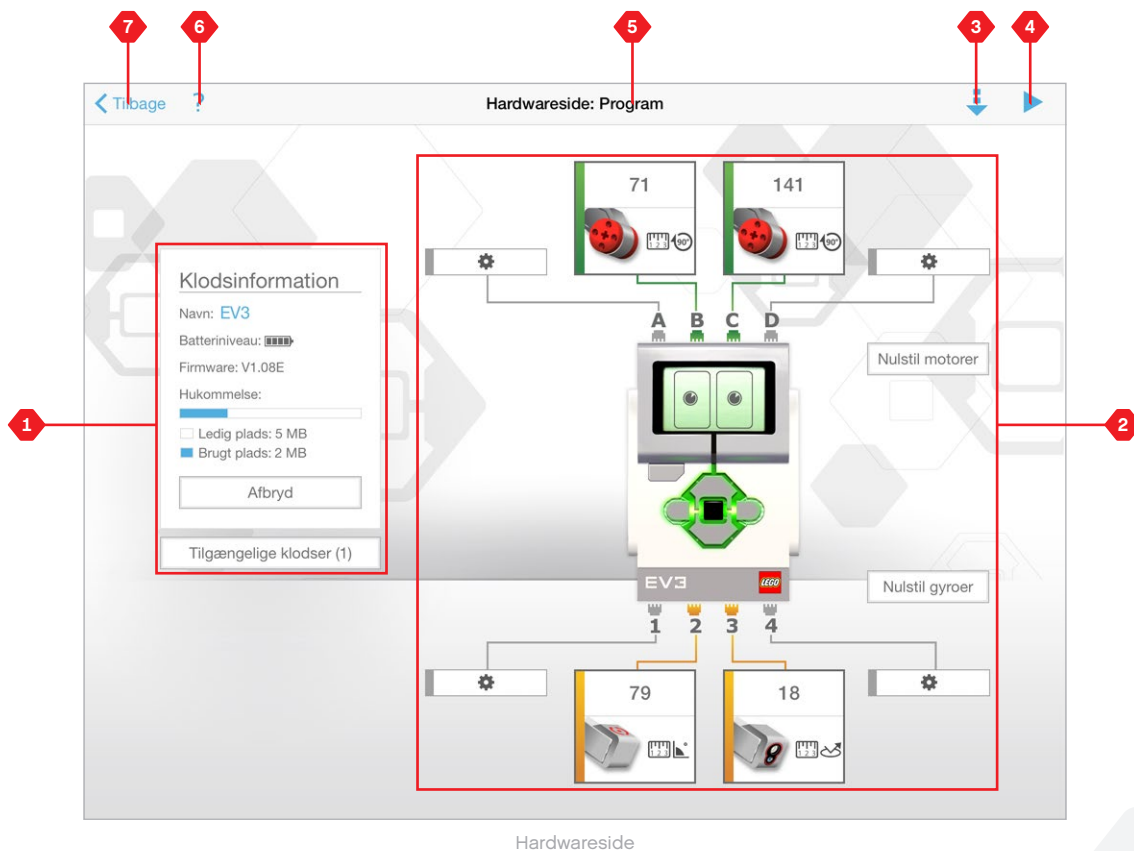 7
6
5
3
4
Tilbage ? Hardwareside: Program
71
141
Klodsinformation
Navn: EV3
Batteriniveau:
Firmware: V1.08E
Hukommelse:
Ledig plads: 5 MB
Brugt plads: 2 MB
Afbryd
Tilgængelige klodser (1)
1
A B C D
Nulstil motorer
2
EV3 LEGO
Nulstil gyroer
1 2 3 4
79
18
Hardwareside